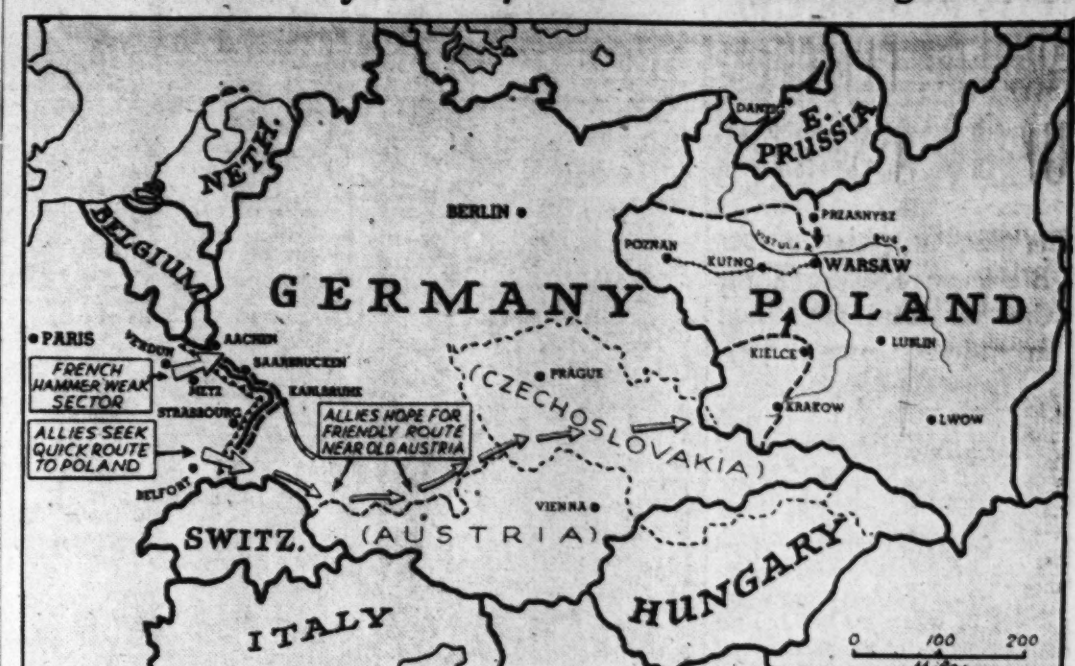 DANZ
E.
PRUSSIA
NETH.
BERLIN
PRZASNYSZ
BELGIUM
POZNAN
VISTULA R.
BUG
KUTNO
WARSAW
GERMANY
POLAND
PARIS
VERDUN
AACHEN
SAARBRUCKEN
KIELCE
LUBLIN
FRENCH
HAMMER WEAK
SECTOR
METZ
KARLSRUHE
PRAGUE
(CZECHOSLOVAKIA)
STRASBOURG
KRAKOW
LWOW
ALLIES HOPE FOR
FRIENDLY ROUTE
NEAR OLD AUSTRIA
ALLIES SEEK
QUICK ROUTE
TO POLAND
BELFORT
VIENNA
SWITZ.
(AUSTRIA)
HUNGARY
ITALY
0 100 200